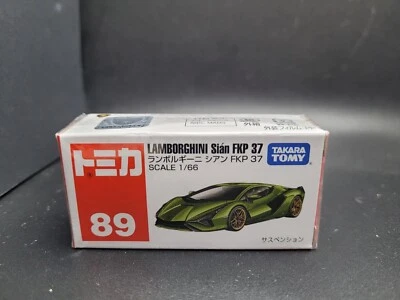 トミカ
89
LAMBORGHINI Sián FKP 37
ランボルギーニ シアン FKP 37
SCALE 1/66
TAKARA
TOMY
サスペンション